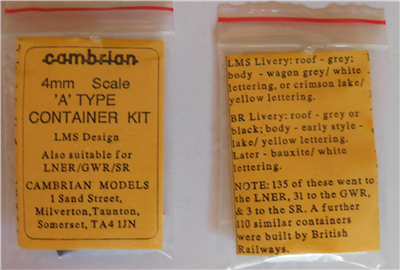 cambrian
4mm Scale
'A' TYPE
CONTAINER KIT
LMS Design
Also suitable for
LNER/GWR/SR
CAMBRIAN MODELS
1 Sand Street,
Milverton,Taunton,
Somerset, TA4 1JN
LMS Livery: roof - grey;
body - wagon grey/ white
lettering, or crimson lake/
yellow lettering.
BR Livery: roof - grey or
black; body - early style -
lake/ yellow lettering.
Later - bauxite/ white
lettering.
NOTE: 135 of these went to
the LNER, 31 to the GWR,
& 3 to the SR. A further
110 similar containers
were built by British
Railways.